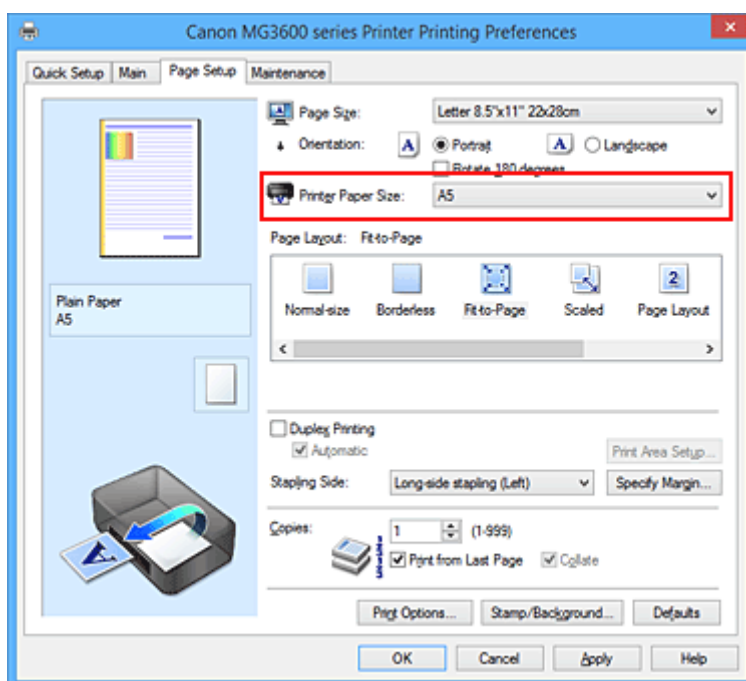 Canon MG3600 series Printer Printing Preferences
Quick Setup Main Page Setup Maintenance
Page Size: Letter 8.5"x11" 22x28cm
Orientation: A Portrait A Landscape
Rotate 180 degrees
Printer Paper Size: A5
Page Layout: Fit-to-Page
2
Normal-size Borderless Fit-to-Page Scaled Page Layout
Plain Paper
A5
Duplex Printing
Automatic
Print Area Setup...
Stapling Side: Long-side stapling (Left) Specify Margin...
Copies: 1 (1-999)
Print from Last Page Collate
A
Print Options... Stamp/Background... Defaults
OK Cancel Apply Help